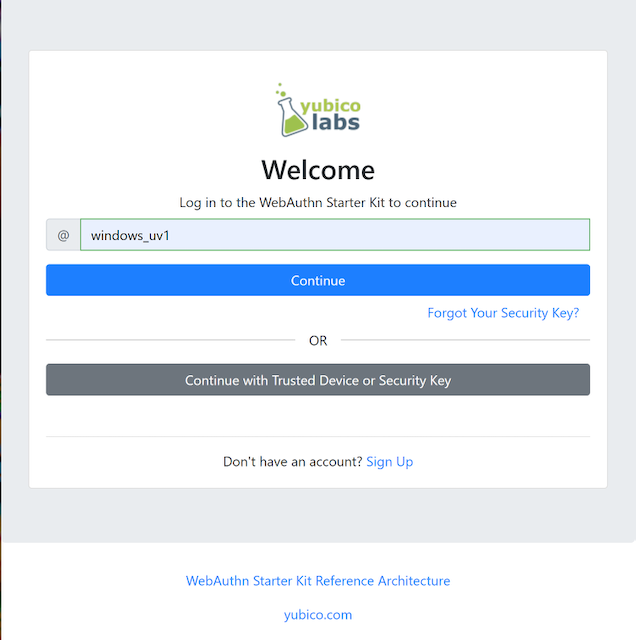 yubico
labs
Welcome
Log in to the WebAuthn Starter Kit to continue
@ windows_uv1
Continue
Forgot Your Security Key?
OR
Continue with Trusted Device or Security Key
Don't have an account? Sign Up
WebAuthn Starter Kit Reference Architecture
yubico.com